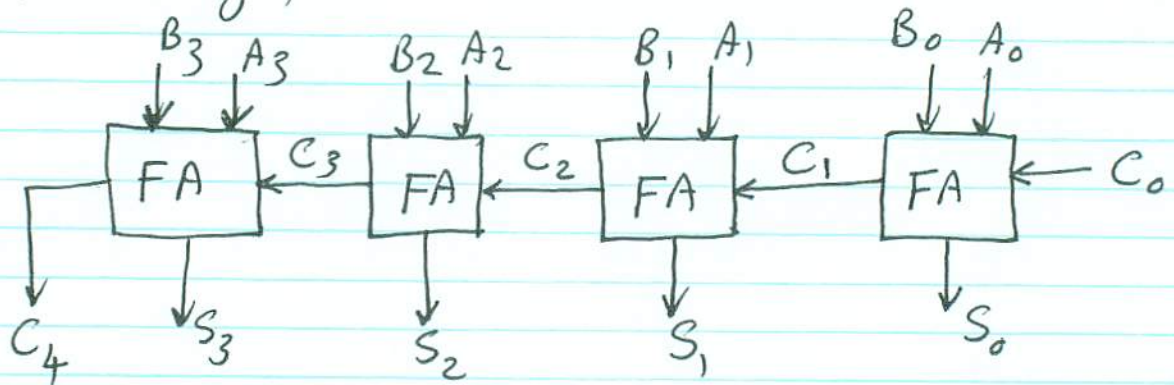 B3 A3 B2 A2 B1 A1 B0 A0
FA C3 FA C2 FA C1 FA C0
C4 S3 S2 S1 S0